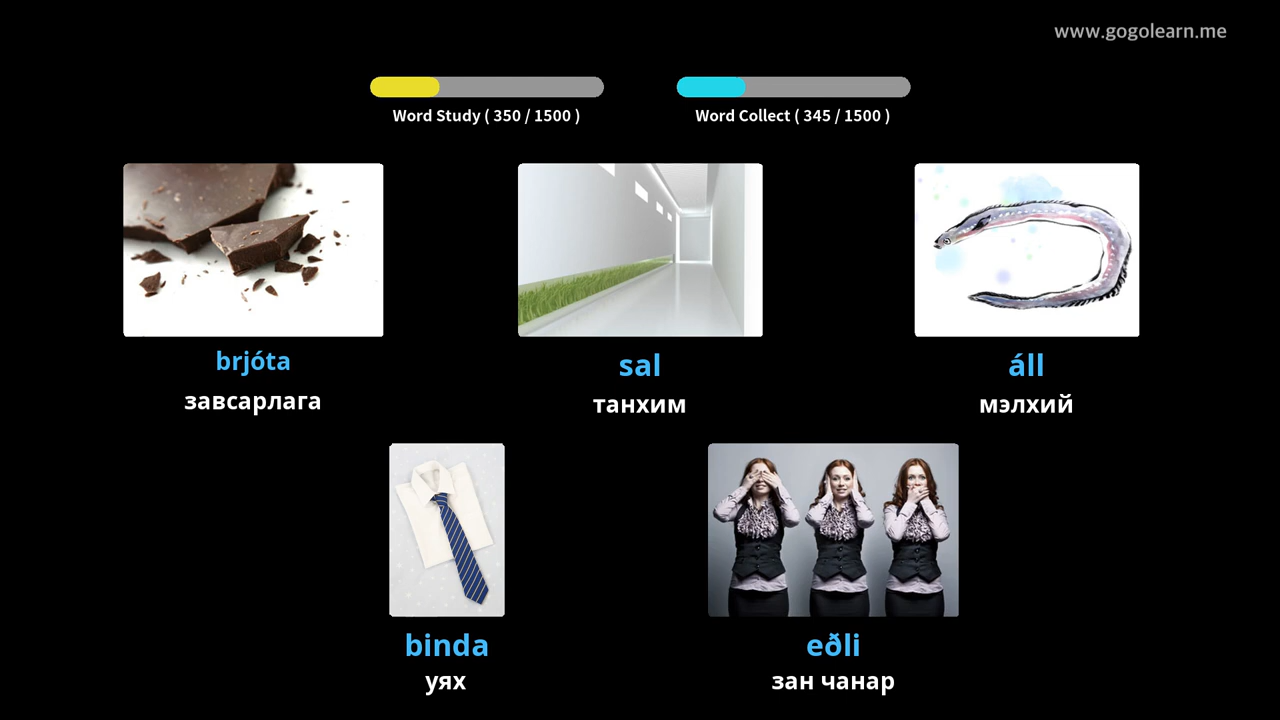 www.gogolearn.me
Word Study ( 350 / 1500 )
Word Collect ( 345 / 1500 )
brjóta
завсарлага
sal
танхим
áll
мэлхий
binda
уях
eðli
зан чанар